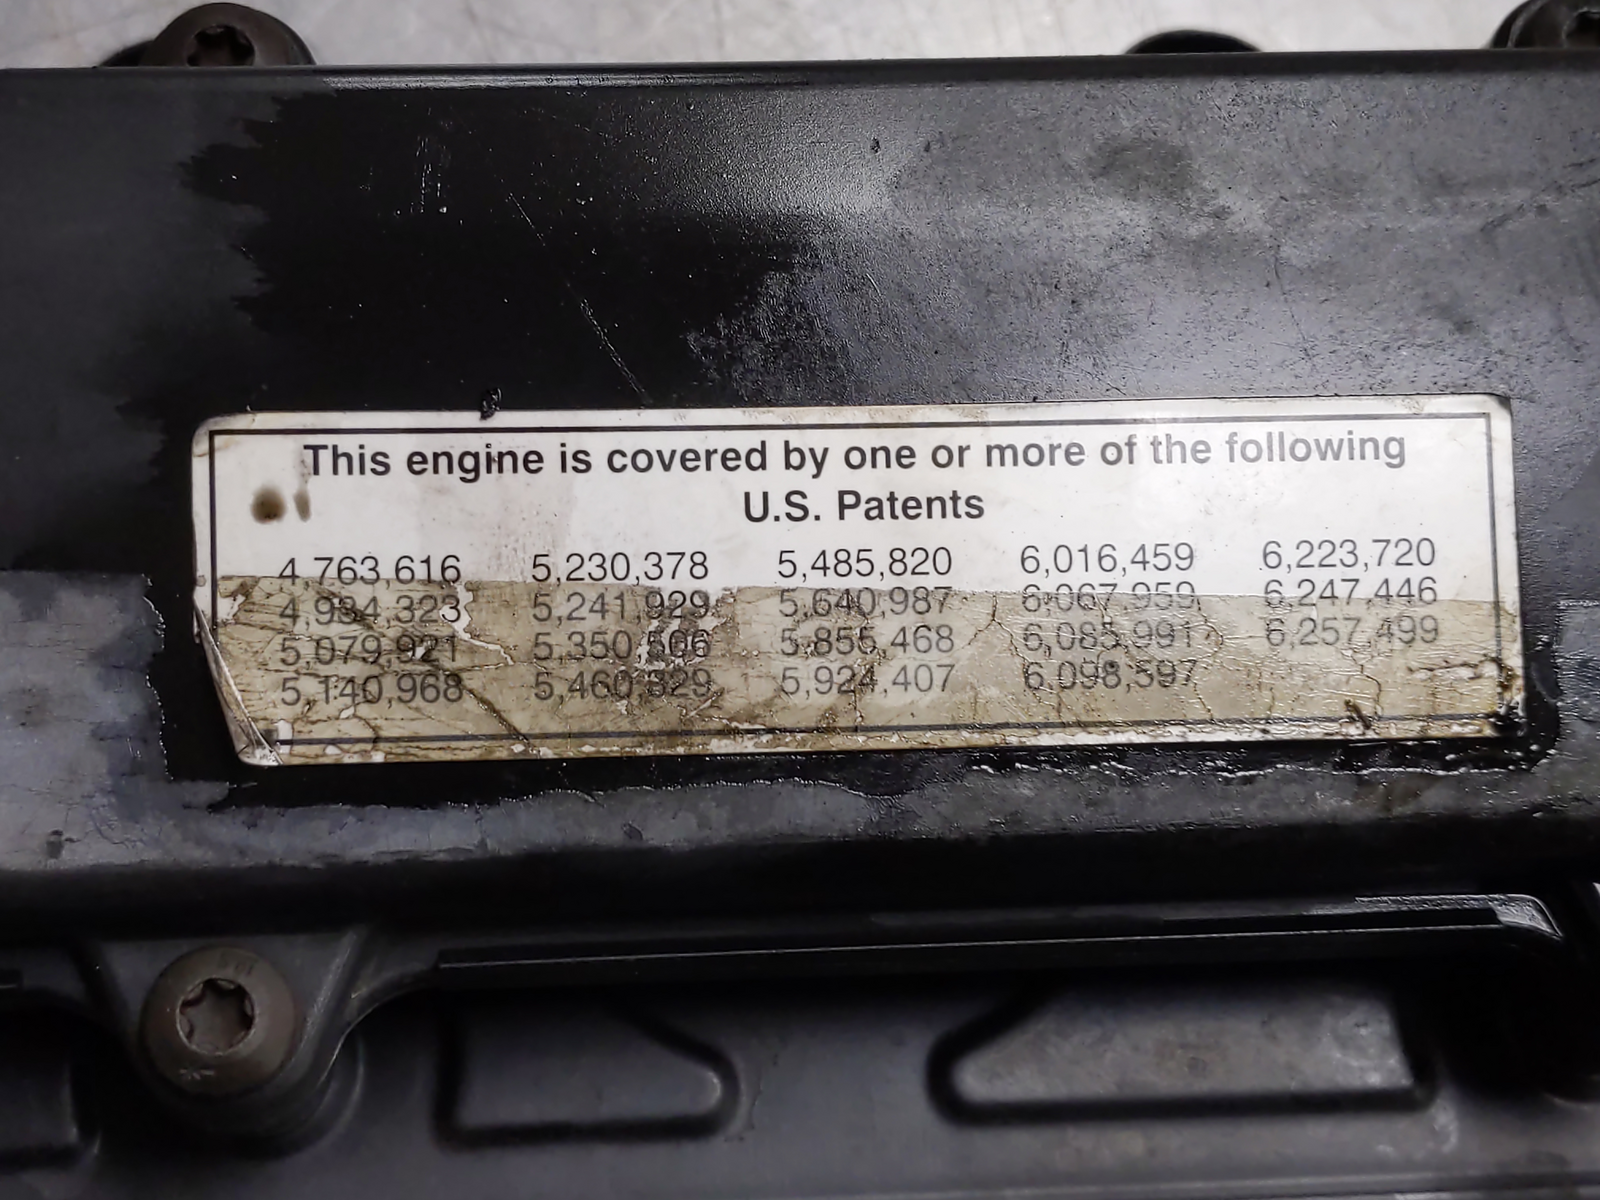 This engine is covered by one or more of the following
U.S. Patents
4,763,616 5,230,378 5,485,820 6,016,459 6,223,720
4,934,323 5,241,929 5,640,987 6,067,959 6,247,446
5,079,921 5,350,506 5,855,468 6,085,991 6,257,499
5,140,968 5,460,329 5,924,407 6,098,597